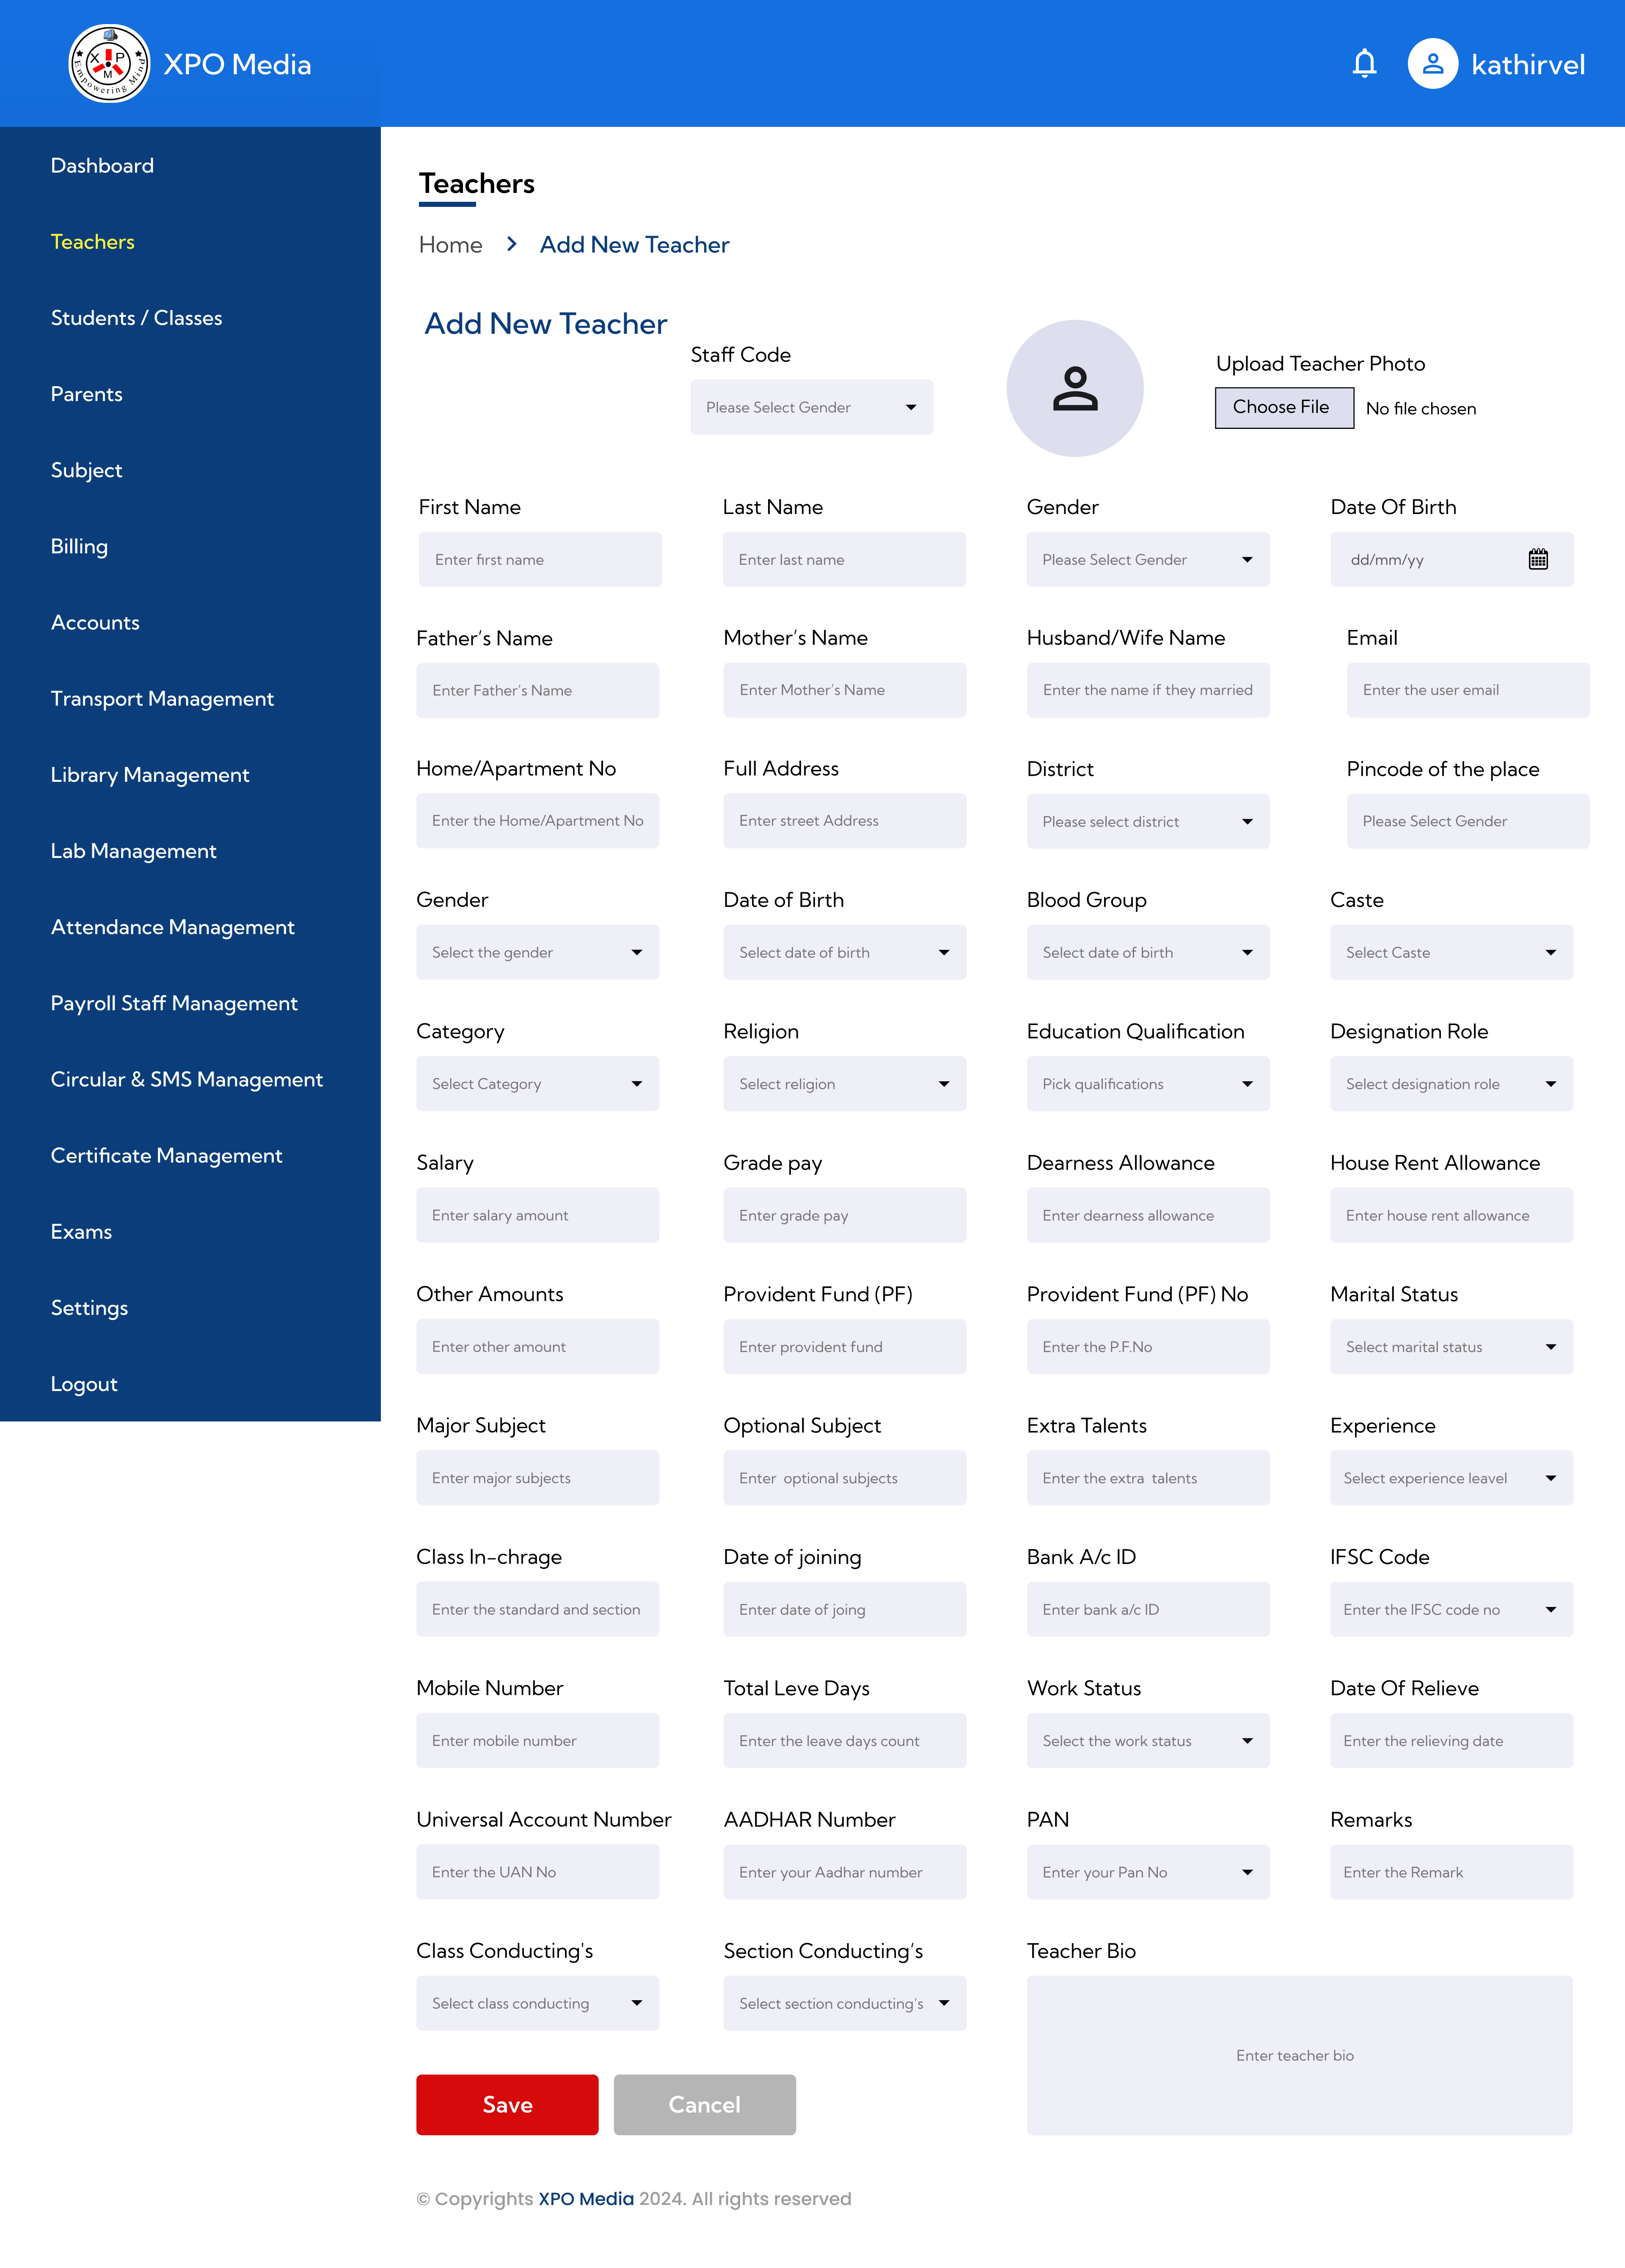 X P M
Empowering Mind
XPO Media
kathirvel
Dashboard
Teachers
Students / Classes
Parents
Subject
Billing
Accounts
Transport Management
Library Management
Lab Management
Attendance Management
Payroll Staff Management
Circular & SMS Management
Certificate Management
Exams
Settings
Logout
Teachers
Home > Add New Teacher
Add New Teacher
Staff Code
Please Select Gender
Upload Teacher Photo
Choose File No file chosen
First Name Last Name Gender Date Of Birth
Enter first name Enter last name Please Select Gender dd/mm/yy
Father’s Name Mother’s Name Husband/Wife Name Email
Enter Father’s Name Enter Mother’s Name Enter the name if they married Enter the user email
Home/Apartment No Full Address District Pincode of the place
Enter the Home/Apartment No Enter street Address Please select district Please Select Gender
Gender Date of Birth Blood Group Caste
Select the gender Select date of birth Select date of birth Select Caste
Category Religion Education Qualification Designation Role
Select Category Select religion Pick qualifications Select designation role
Salary Grade pay Dearness Allowance House Rent Allowance
Enter salary amount Enter grade pay Enter dearness allowance Enter house rent allowance
Other Amounts Provident Fund (PF) Provident Fund (PF) No Marital Status
Enter other amount Enter provident fund Enter the P.F.No Select marital status
Major Subject Optional Subject Extra Talents Experience
Enter major subjects Enter optional subjects Enter the extra talents Select experience leavel
Class In-chrage Date of joining Bank A/c ID IFSC Code
Enter the standard and section Enter date of joing Enter bank a/c ID Enter the IFSC code no
Mobile Number Total Leve Days Work Status Date Of Relieve
Enter mobile number Enter the leave days count Select the work status Enter the relieving date
Universal Account Number AADHAR Number PAN Remarks
Enter the UAN No Enter your Aadhar number Enter your Pan No Enter the Remark
Class Conducting's Section Conducting’s Teacher Bio
Select class conducting Select section conducting’s
Enter teacher bio
Save Cancel
© Copyrights XPO Media 2024. All rights reserved